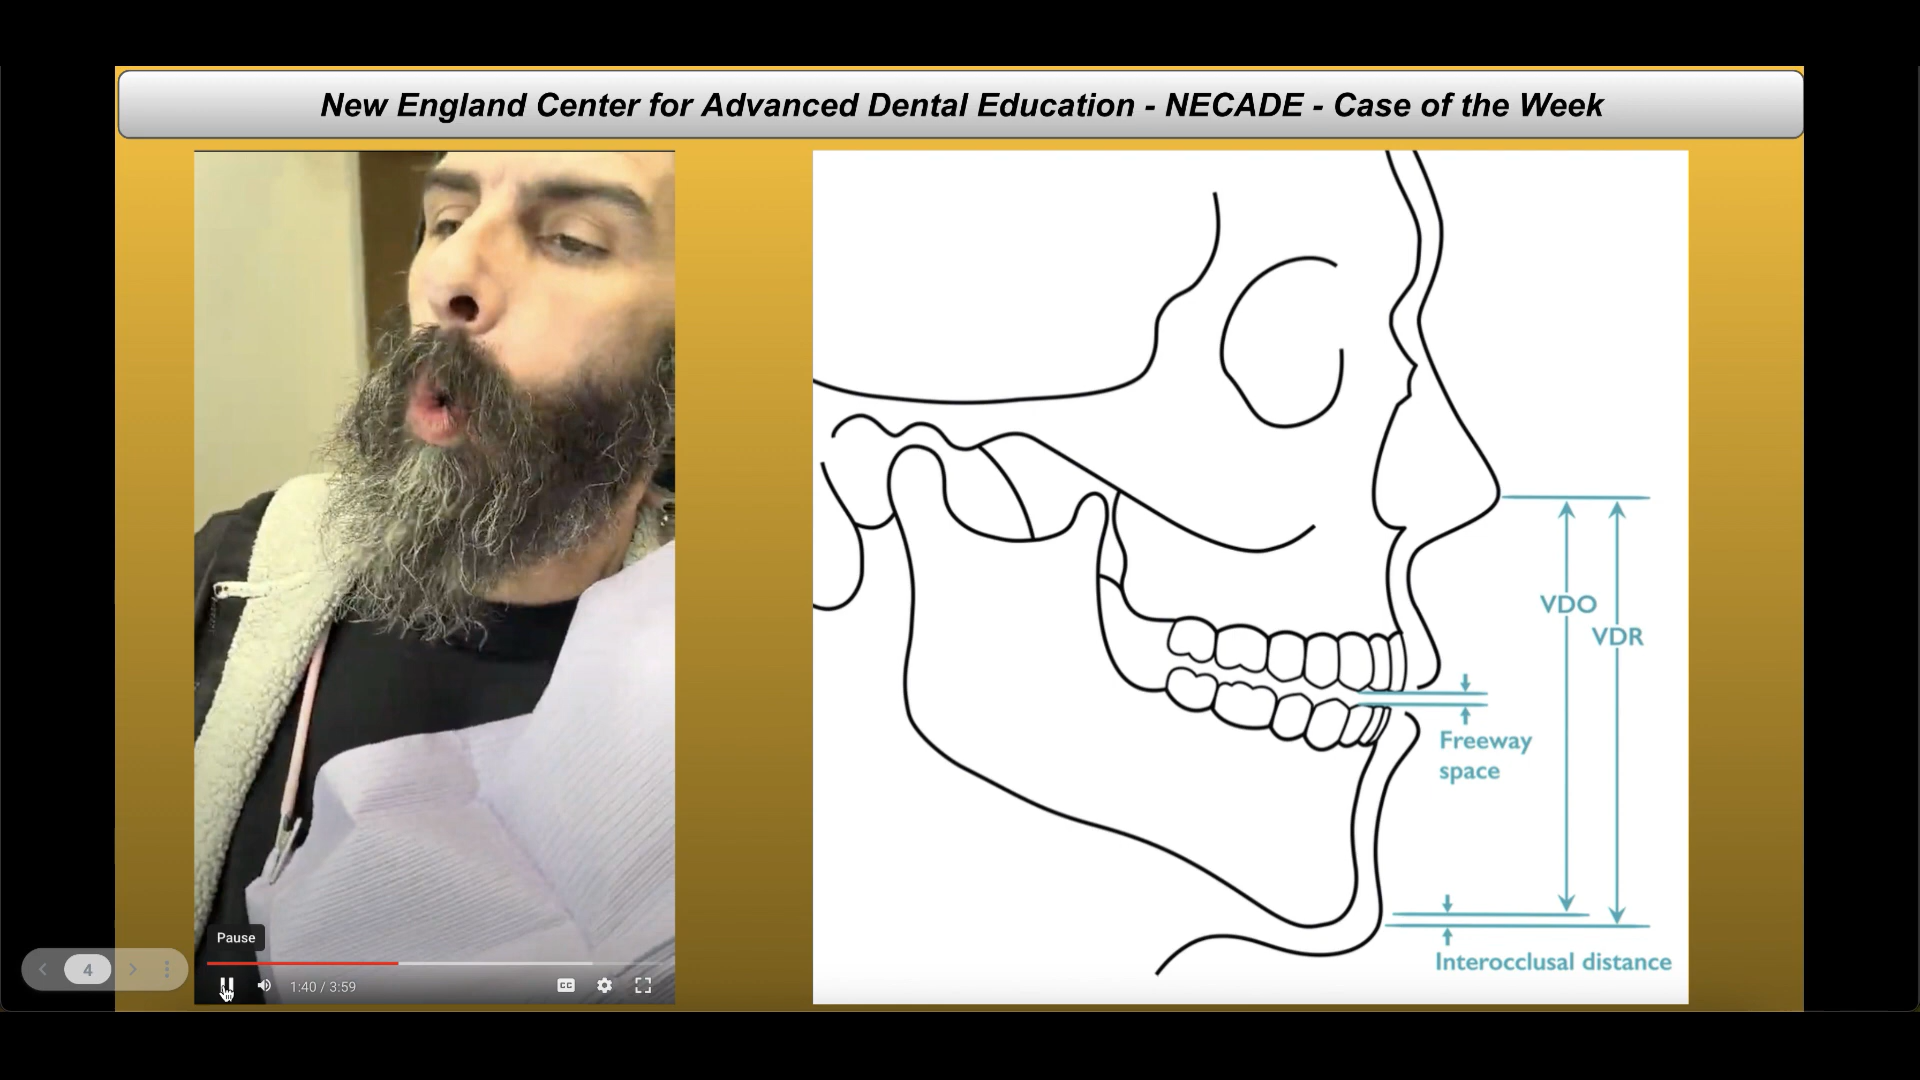 New England Center for Advanced Dental Education - NECADE - Case of the Week
VDO
VDR
Freeway
space
Interocclusal distance
Pause
4
1:40 / 3:59
CC